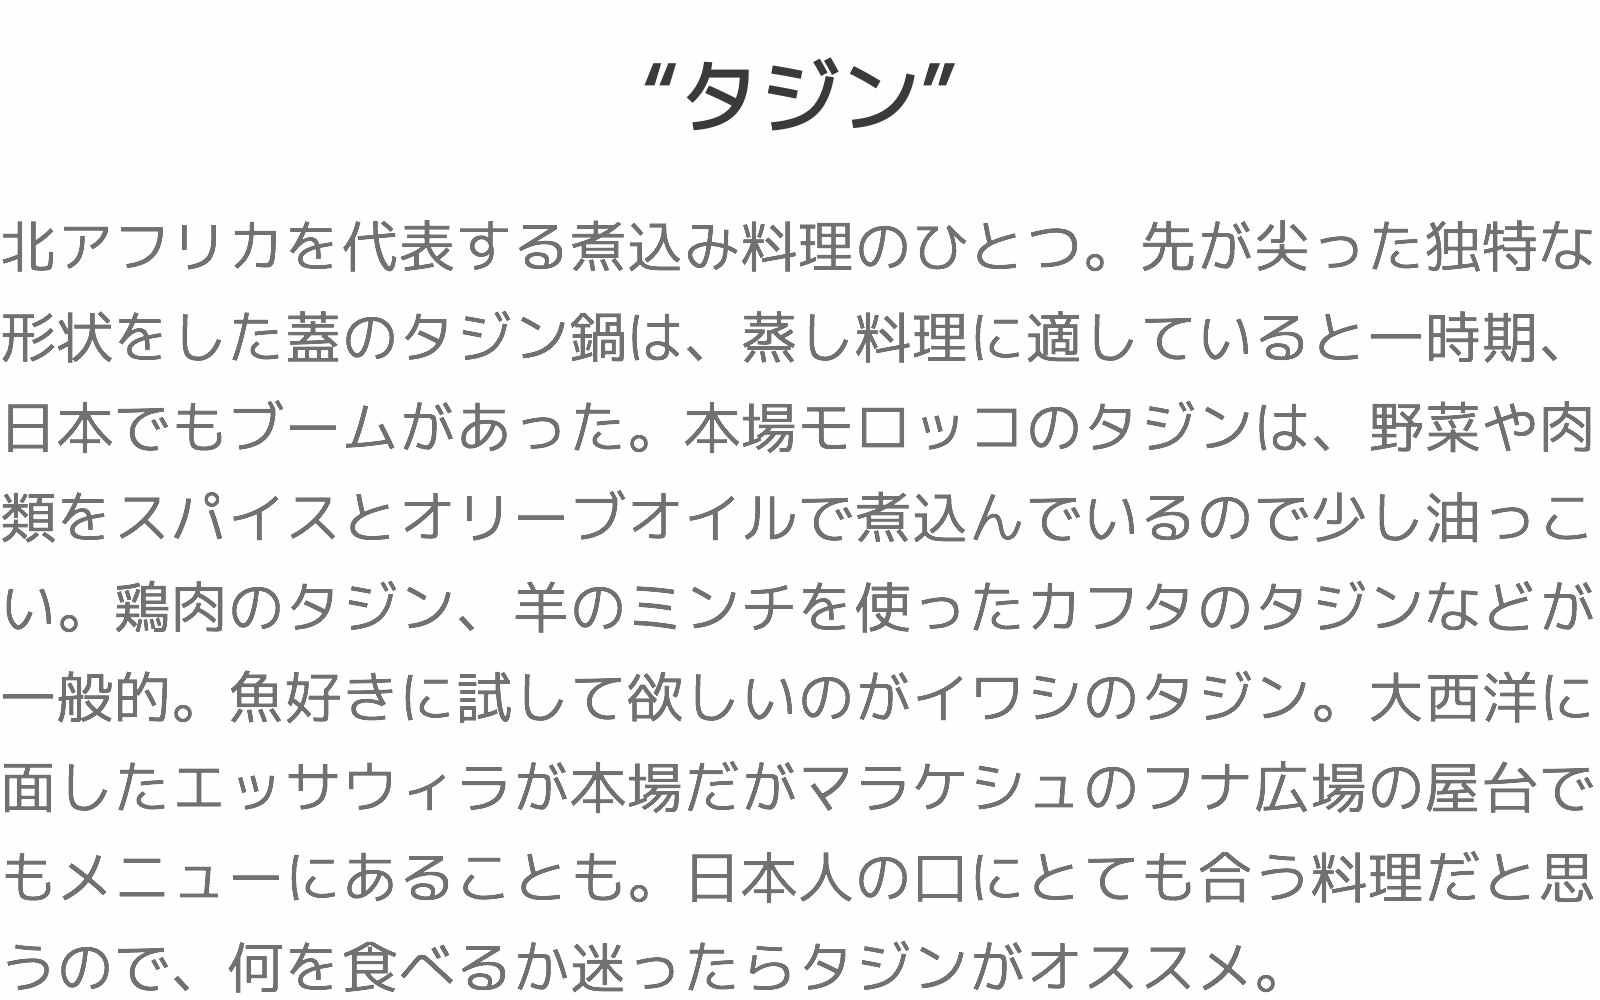 “タジン”
北アフリカを代表する煮込み料理のひとつ。先が尖った独特な
形状をした蓋のタジン鍋は、蒸し料理に適していると一時期、
日本でもブームがあった。本場モロッコのタジンは、野菜や肉
類をスパイスとオリーブオイルで煮込んでいるので少し油っこ
い。鶏肉のタジン、羊のミンチを使ったカフタのタジンなどが
一般的。魚好きに試して欲しいのがイワシのタジン。大西洋に
面したエッサウィラが本場だがマラケシュのフナ広場の屋台で
もメニューにあることも。日本人の口にとても合う料理だと思
うので、何を食べるか迷ったらタジンがオススメ。